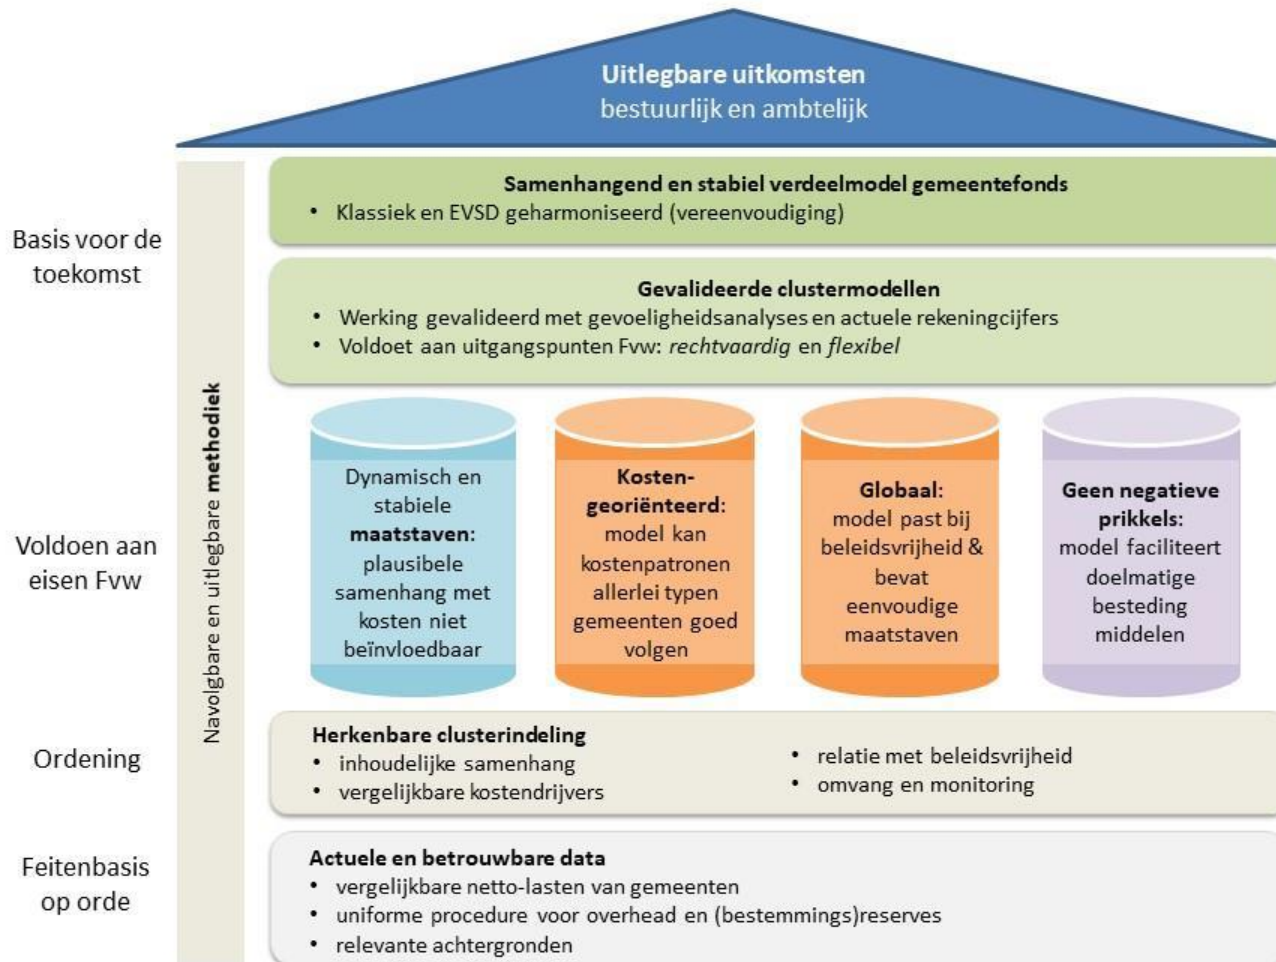 Uitlegbare uitkomsten
bestuurlijk en ambtelijk
Navolgbare en uitlegbare methodiek
Basis voor de
toekomst
Samenhangend en stabiel verdeelmodel gemeentefonds
• Klassiek en EVSD geharmoniseerd (vereenvoudiging)
Gevalideerde clustermodellen
• Werking gevalideerd met gevoeligheidsanalyses en actuele rekeningcijfers
• Voldoet aan uitgangspunten Fvw: rechtvaardig en flexibel
Voldoen aan
eisen Fvw
Dynamisch en
stabiele
maatstaven:
plausibele
samenhang met
kosten niet
beïnvloedbaar
Kosten-
georiënteerd:
model kan
kostenpatronen
allerlei typen
gemeenten goed
volgen
Globaal:
model past bij
beleidsvrijheid &
bevat
eenvoudige
maatstaven
Geen negatieve
prikkels:
model faciliteert
doelmatige
besteding
middelen
Ordening
Herkenbare clusterindeling
• inhoudelijke samenhang
• vergelijkbare kostendrijvers
• relatie met beleidsvrijheid
• omvang en monitoring
Feitenbasis
op orde
Actuele en betrouwbare data
• vergelijkbare netto-lasten van gemeenten
• uniforme procedure voor overhead en (bestemmings)reserves
• relevante achtergronden